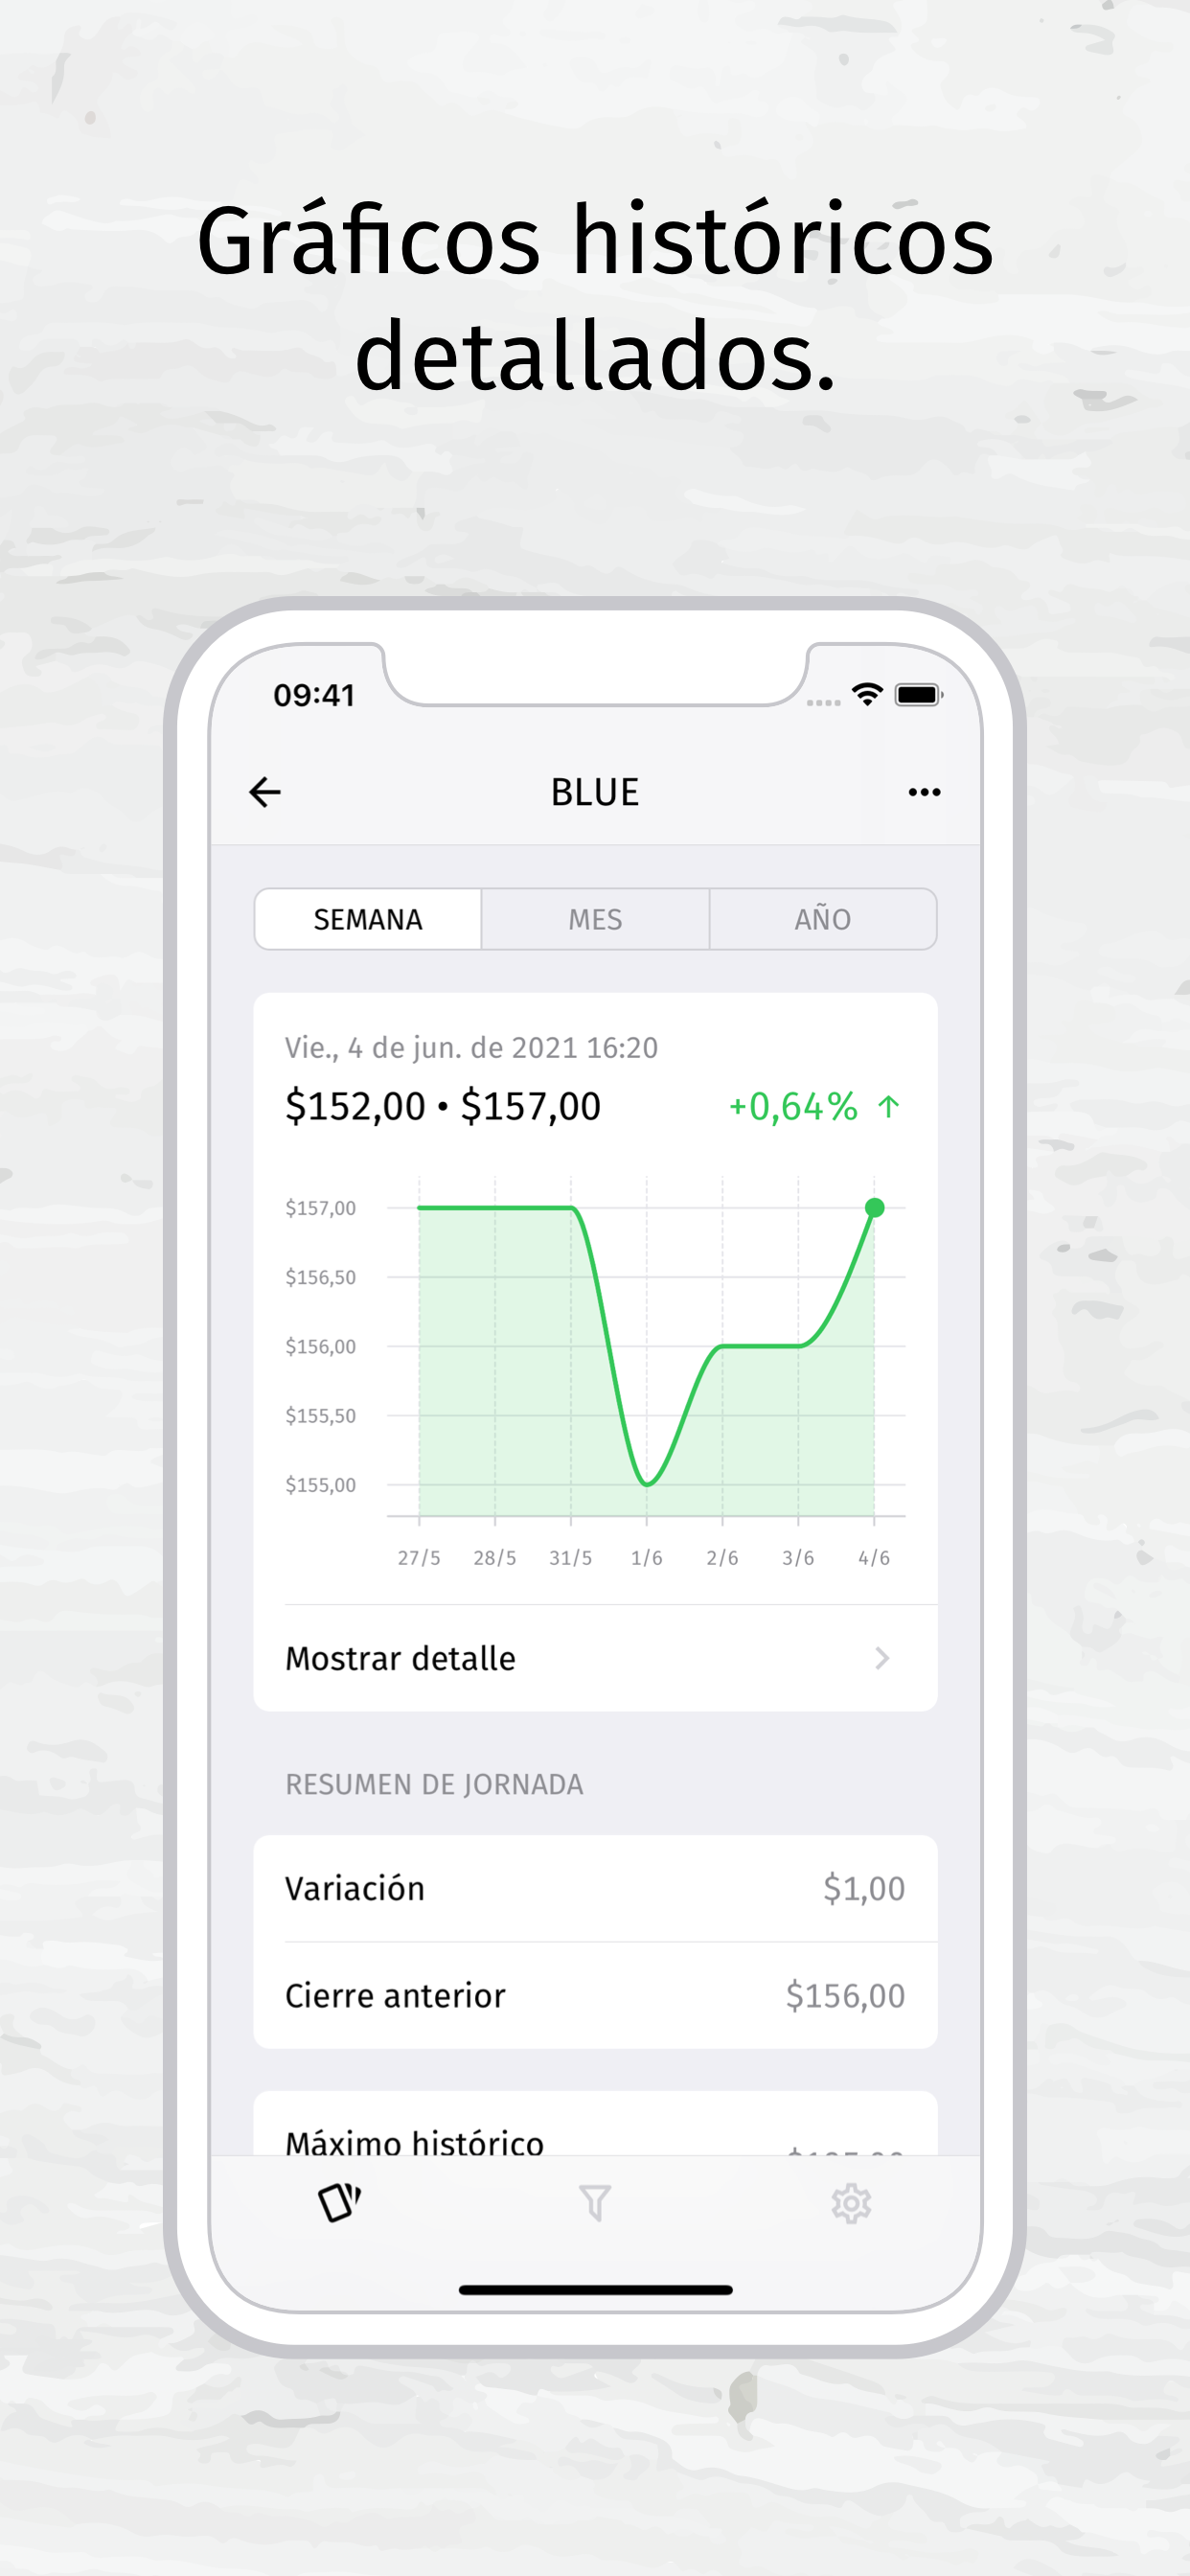 Gráficos históricos
detallados.
09:41
BLUE
SEMANA MES AÑO
Vie., 4 de jun. de 2021 16:20
$152,00 • $157,00 +0,64% ↑
$157,00
$156,50
$156,00
$155,50
$155,00
27/5 28/5 31/5 1/6 2/6 3/6 4/6
Mostrar detalle
RESUMEN DE JORNADA
Variación $1,00
Cierre anterior $156,00
Máximo histórico